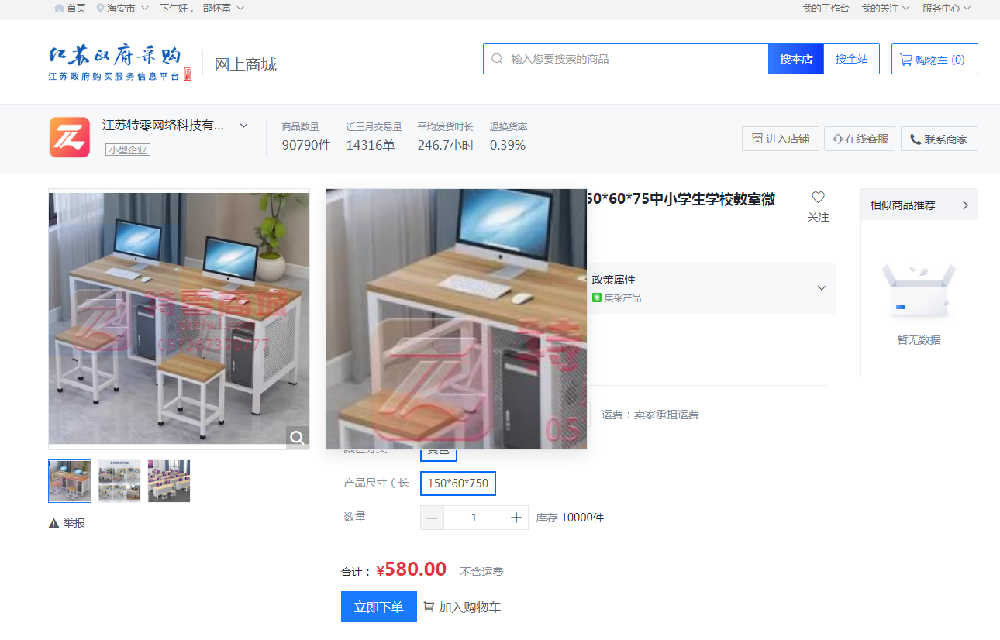 首页 海安市 下午好， 邵怀富 我的工作台 我的关注 服务中心
江苏政府采购
江苏政府购买服务信息平台
网上商城
输入您要搜索的商品 搜本店 搜全站 购物车 (0)
江苏特零网络科技有...
小型企业
商品数量 近三月交易量 平均发货时长 退换货率
90790件 14316单 246.7小时 0.39%
进入店铺 在线客服 联系商家
50*60*75中小学生学校教室微
关注
相似商品推荐
政策属性
集 集采产品
暂无数据
特零商城
051267370777
特
05
运费：卖家承担运费
颜色分类 黄色
产品尺寸（长 150*60*750
数量 1 库存 10000件
举报
合计： ¥580.00 不含运费
立即下单 加入购物车